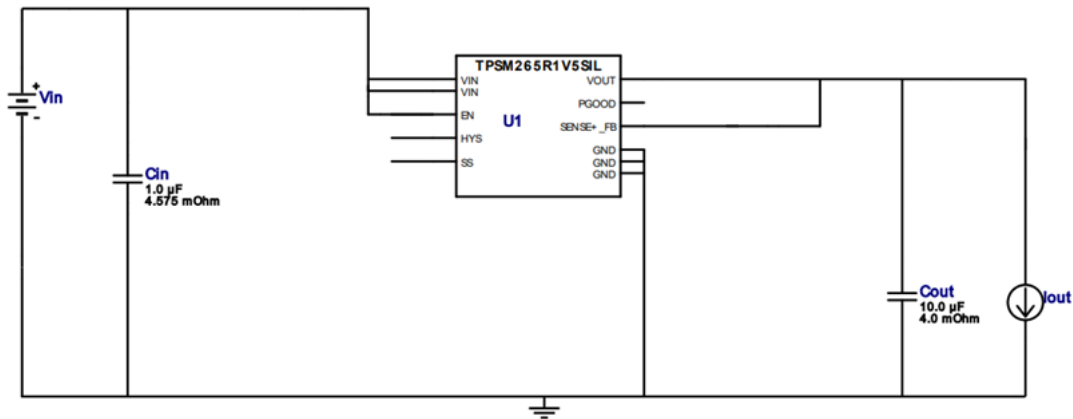 TPSM265R1V5SIL
VIN
VIN
EN
HYS
SS
U1
VOUT
PGOOD
SENSE+_FB
GND
GND
GND
+
Vin
-
Cin
1.0 µF
4.575 mOhm
Cout
10.0 µF
4.0 mOhm
Iout